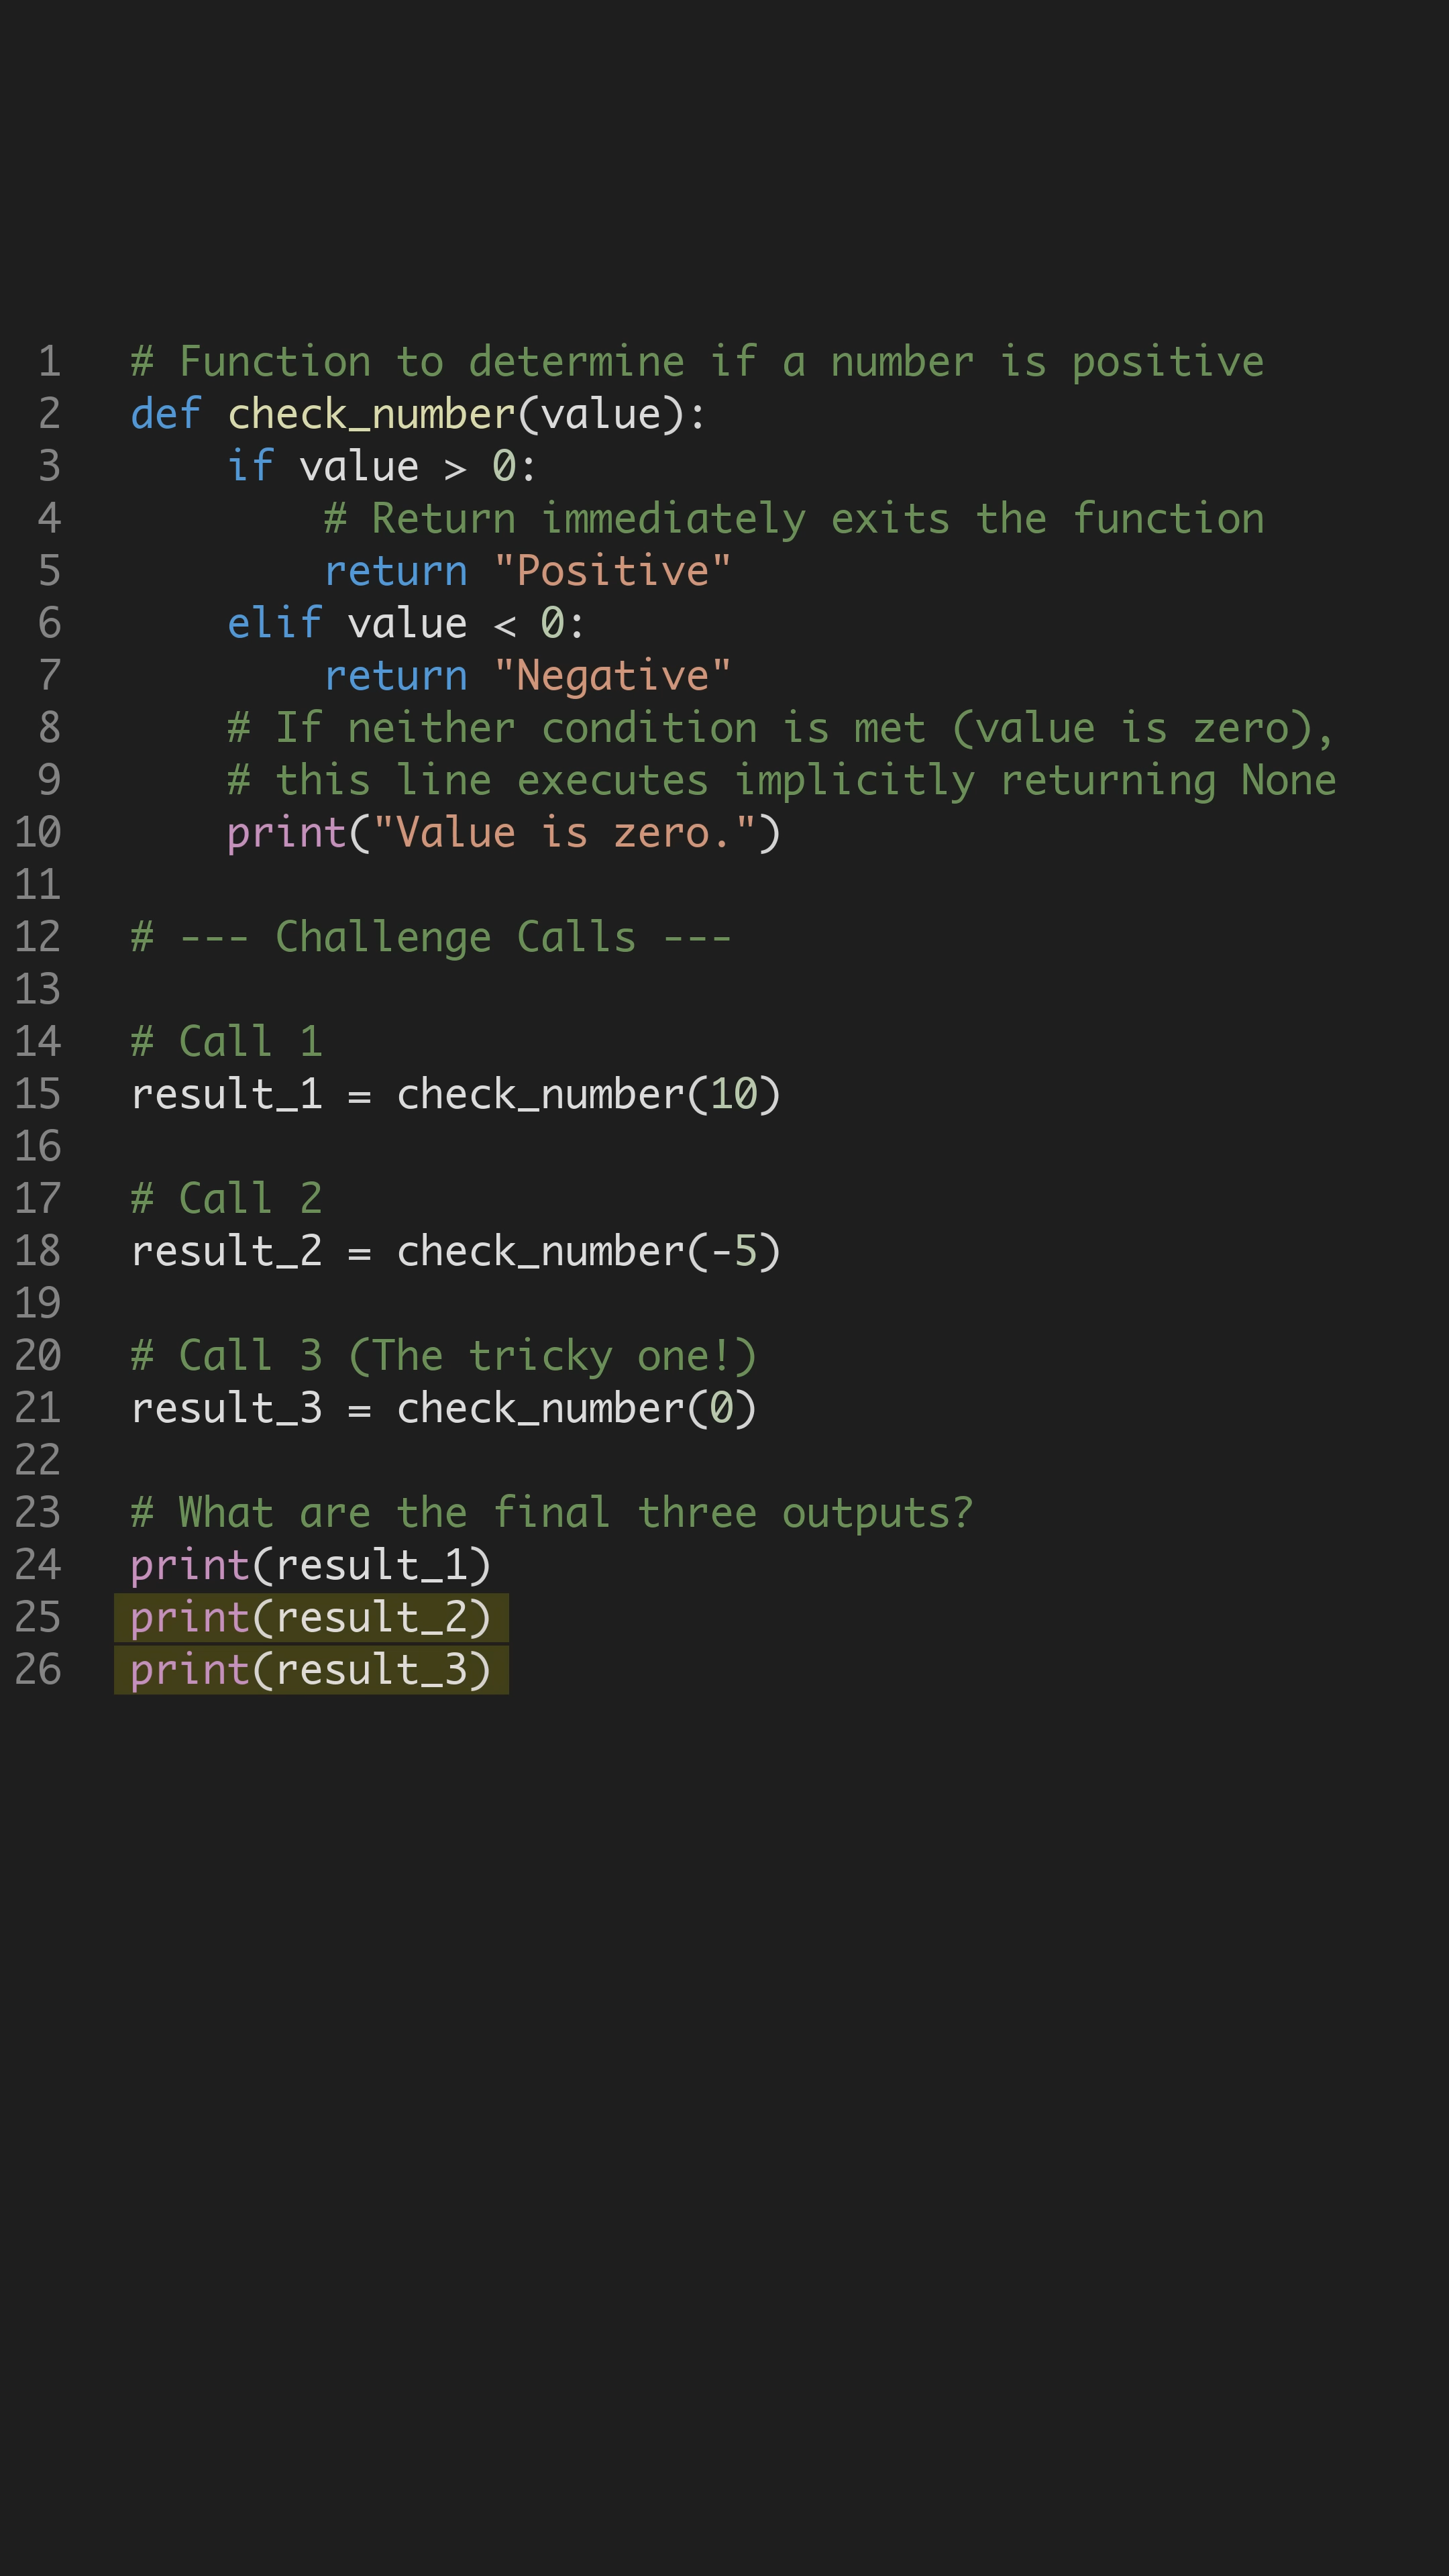 1 # Function to determine if a number is positive
2 def check_number(value):
3     if value > 0:
4         # Return immediately exits the function
5         return "Positive"
6     elif value < 0:
7         return "Negative"
8     # If neither condition is met (value is zero),
9     # this line executes implicitly returning None
10     print("Value is zero.")
11
12 # --- Challenge Calls ---
13
14 # Call 1
15 result_1 = check_number(10)
16
17 # Call 2
18 result_2 = check_number(-5)
19
20 # Call 3 (The tricky one!)
21 result_3 = check_number(0)
22
23 # What are the final three outputs?
24 print(result_1)
25 print(result_2)
26 print(result_3)